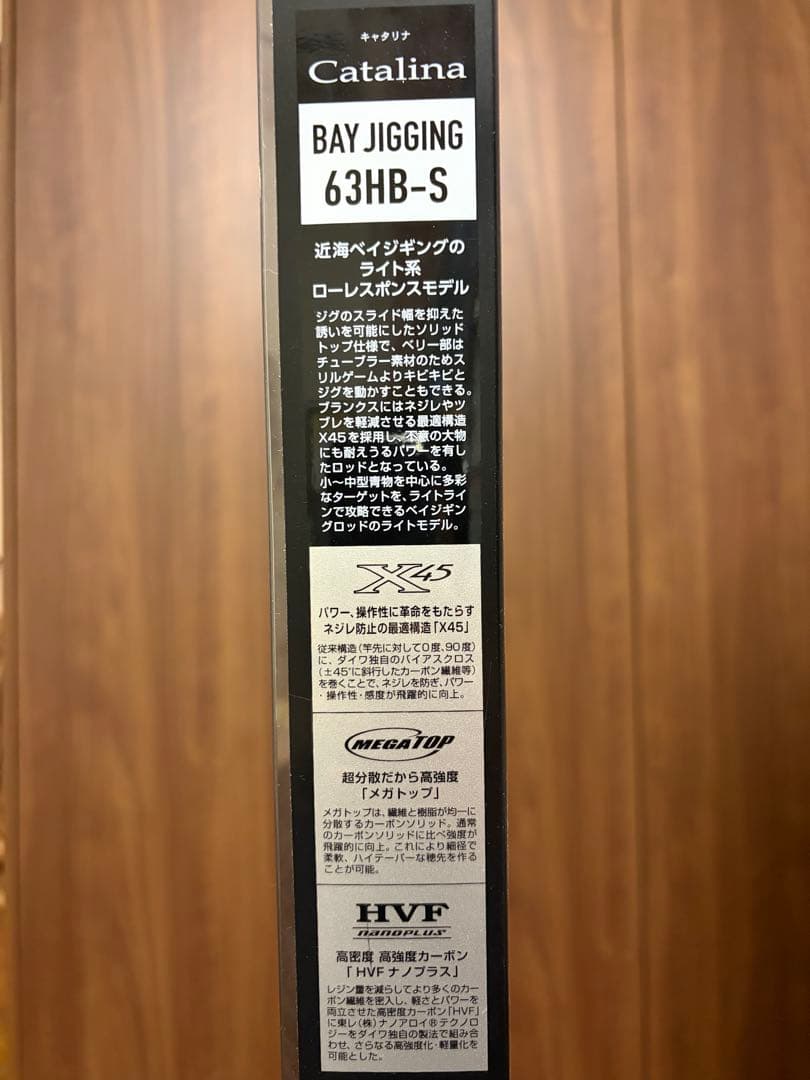 キャタリナ
Catalina
BAY JIGGING
63HB-S
近海ベイジギングの
ライト系
ローレスポンスモデル
ジグのスライド幅を抑えた
誘いを可能にしたソリッド
トップ仕様で、ベリー部は
チューブラー素材のためス
リルゲームよりキビキビと
ジグを動かすこともできる。
ブランクスにはネジレやツ
ブレを軽減させる最適構造
X45を採用し、不意の大物
にも耐えうるパワーを有し
たロッドとなっている。
小〜中型青物を中心に多彩
なターゲットを、ライトライ
ンで攻略できるベイジギン
グロッドのライトモデル。
X45
パワー、操作性に革命をもたらす
ネジレ防止の最適構造「X45」
従来構造(竿先に対して0度、90度)
に、ダイワ独自のバイアスクロス
(±45°に斜行したカーボン繊維等)
を巻くことで、ネジレを防ぎ、パワー
・操作性・感度が飛躍的に向上。
MEGATOP
超分散だから高強度
「メガトップ」
メガトップは、繊維と樹脂が均一に
分散するカーボンソリッド。通常
のカーボンソリッドに比べ強度が
飛躍的に向上。これにより細径で
柔軟、ハイテーパーな穂先を作る
ことが可能。
HVF
nanoplus
高密度 高強度カーボン
「HVF ナノプラス」
レジン量を減らしてより多くのカー
ボン繊維を密入し、軽さとパワーを
両立させた高密度カーボン「HVF」
に東レ(株)ナノアロイ®テクノロ
ジーをダイワ独自の製法で組み合
わせ、さらなる高強度化・軽量化を
可能とした。